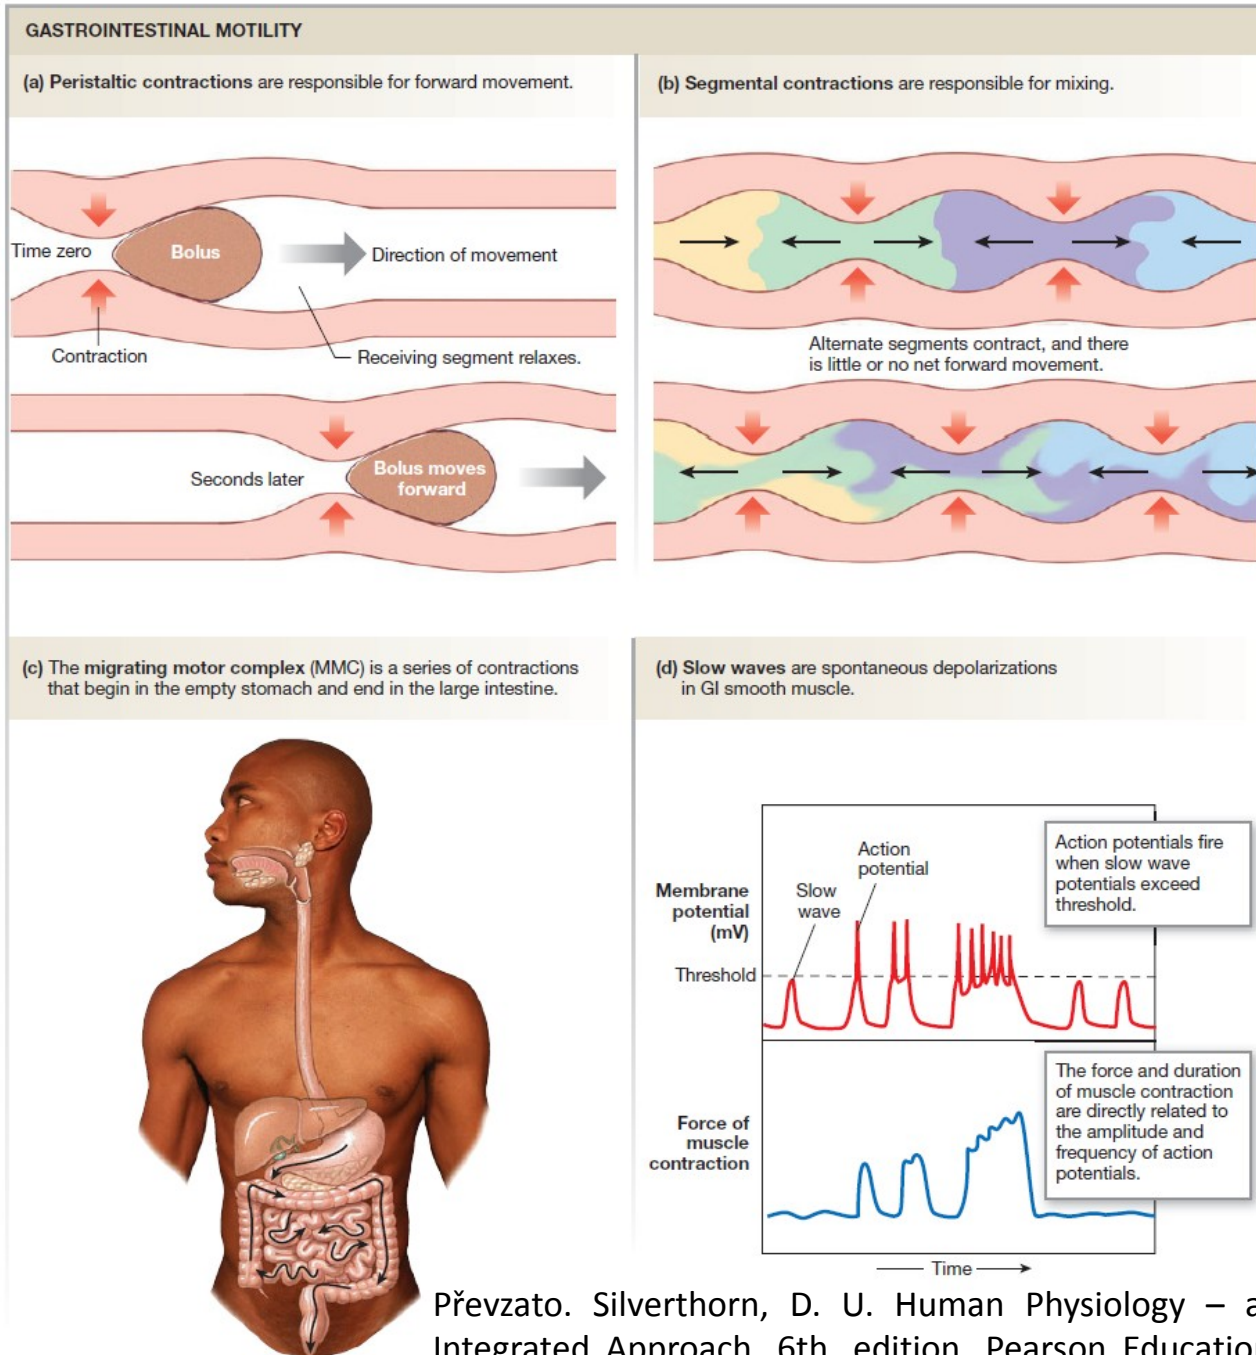 GASTROINTESTINAL MOTILITY
(a) Peristaltic contractions are responsible for forward movement.
Time zero
Bolus
Direction of movement
Contraction
Receiving segment relaxes.
Seconds later
Bolus moves
forward
(b) Segmental contractions are responsible for mixing.
Alternate segments contract, and there
is little or no net forward movement.
(c) The migrating motor complex (MMC) is a series of contractions
that begin in the empty stomach and end in the large intestine.
(d) Slow waves are spontaneous depolarizations
in GI smooth muscle.
Membrane
potential
(mV)
Threshold
Slow
wave
Action
potential
Action potentials fire
when slow wave
potentials exceed
threshold.
Force of
muscle
contraction
The force and duration
of muscle contraction
are directly related to
the amplitude and
frequency of action
potentials.
Time
Převzato. Silverthorn, D. U. Human Physiology – a
Integrated Approach. 6th. edition. Pearson Education